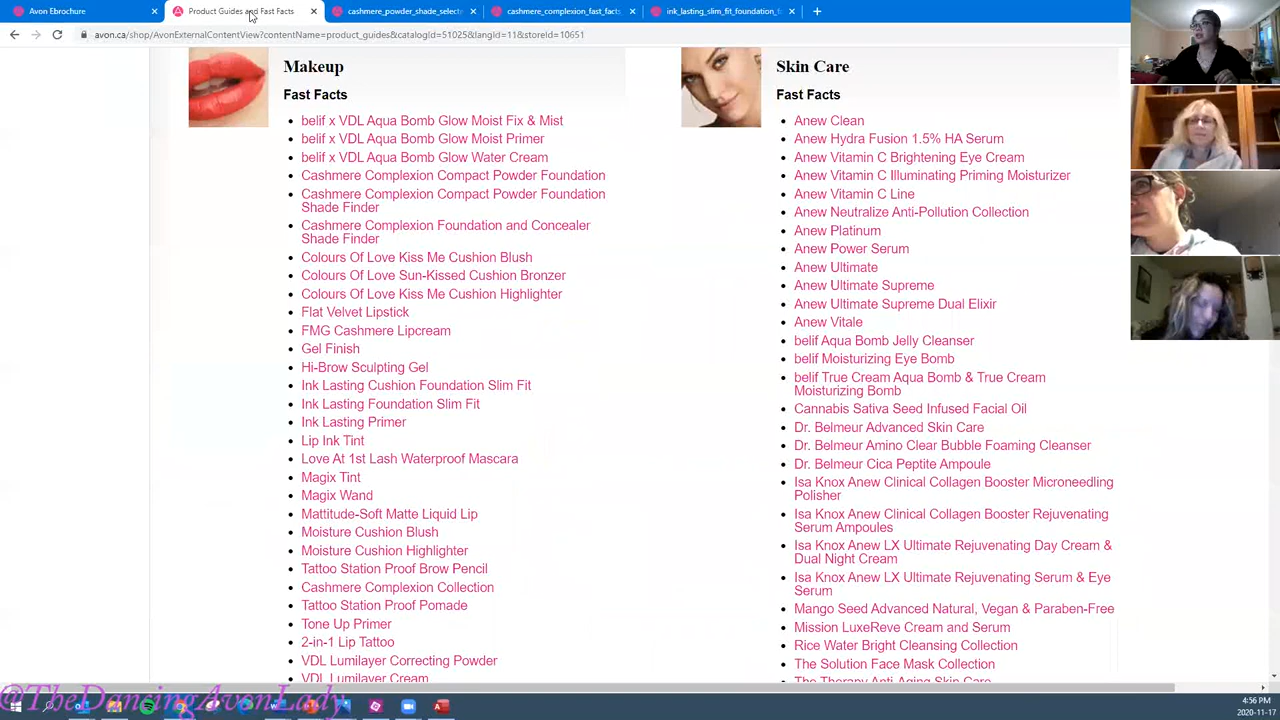 Avon Ebrochure
Product Guides and Fast Facts
cashmere_powder_shade_select
cashmere_complexion_fast_facts
ink_lasting_slim_fit_foundation_f
avon.ca/shop/AvonExternalContentView?contentName=product_guides&catalogId=51025&langId=11&storeId=10651
Makeup
Fast Facts
belif x VDL Aqua Bomb Glow Moist Fix & Mist
belif x VDL Aqua Bomb Glow Moist Primer
belif x VDL Aqua Bomb Glow Water Cream
Cashmere Complexion Compact Powder Foundation
Cashmere Complexion Compact Powder Foundation
Shade Finder
Cashmere Complexion Foundation and Concealer
Shade Finder
Colours Of Love Kiss Me Cushion Blush
Colours Of Love Sun-Kissed Cushion Bronzer
Colours Of Love Kiss Me Cushion Highlighter
Flat Velvet Lipstick
FMG Cashmere Lipcream
Gel Finish
Hi-Brow Sculpting Gel
Ink Lasting Cushion Foundation Slim Fit
Ink Lasting Foundation Slim Fit
Ink Lasting Primer
Lip Ink Tint
Love At 1st Lash Waterproof Mascara
Magix Tint
Magix Wand
Mattitude-Soft Matte Liquid Lip
Moisture Cushion Blush
Moisture Cushion Highlighter
Tattoo Station Proof Brow Pencil
Cashmere Complexion Collection
Tattoo Station Proof Pomade
Tone Up Primer
2-in-1 Lip Tattoo
VDL Lumilayer Correcting Powder
VDL Lumilayer Cream
Skin Care
Fast Facts
Anew Clean
Anew Hydra Fusion 1.5% HA Serum
Anew Vitamin C Brightening Eye Cream
Anew Vitamin C Illuminating Priming Moisturizer
Anew Vitamin C Line
Anew Neutralize Anti-Pollution Collection
Anew Platinum
Anew Power Serum
Anew Ultimate
Anew Ultimate Supreme
Anew Ultimate Supreme Dual Elixir
Anew Vitale
belif Aqua Bomb Jelly Cleanser
belif Moisturizing Eye Bomb
belif True Cream Aqua Bomb & True Cream
Moisturizing Bomb
Cannabis Sativa Seed Infused Facial Oil
Dr. Belmeur Advanced Skin Care
Dr. Belmeur Amino Clear Bubble Foaming Cleanser
Dr. Belmeur Cica Peptite Ampoule
Isa Knox Anew Clinical Collagen Booster Microneedling
Polisher
Isa Knox Anew Clinical Collagen Booster Rejuvenating
Serum Ampoules
Isa Knox Anew LX Ultimate Rejuvenating Day Cream &
Dual Night Cream
Isa Knox Anew LX Ultimate Rejuvenating Serum & Eye
Serum
Mango Seed Advanced Natural, Vegan & Paraben-Free
Mission LuxeReve Cream and Serum
Rice Water Bright Cleansing Collection
The Solution Face Mask Collection
The Therapy Anti-Aging Skin Care
@TheDancingAvonLady
4:56 PM
2020-11-17